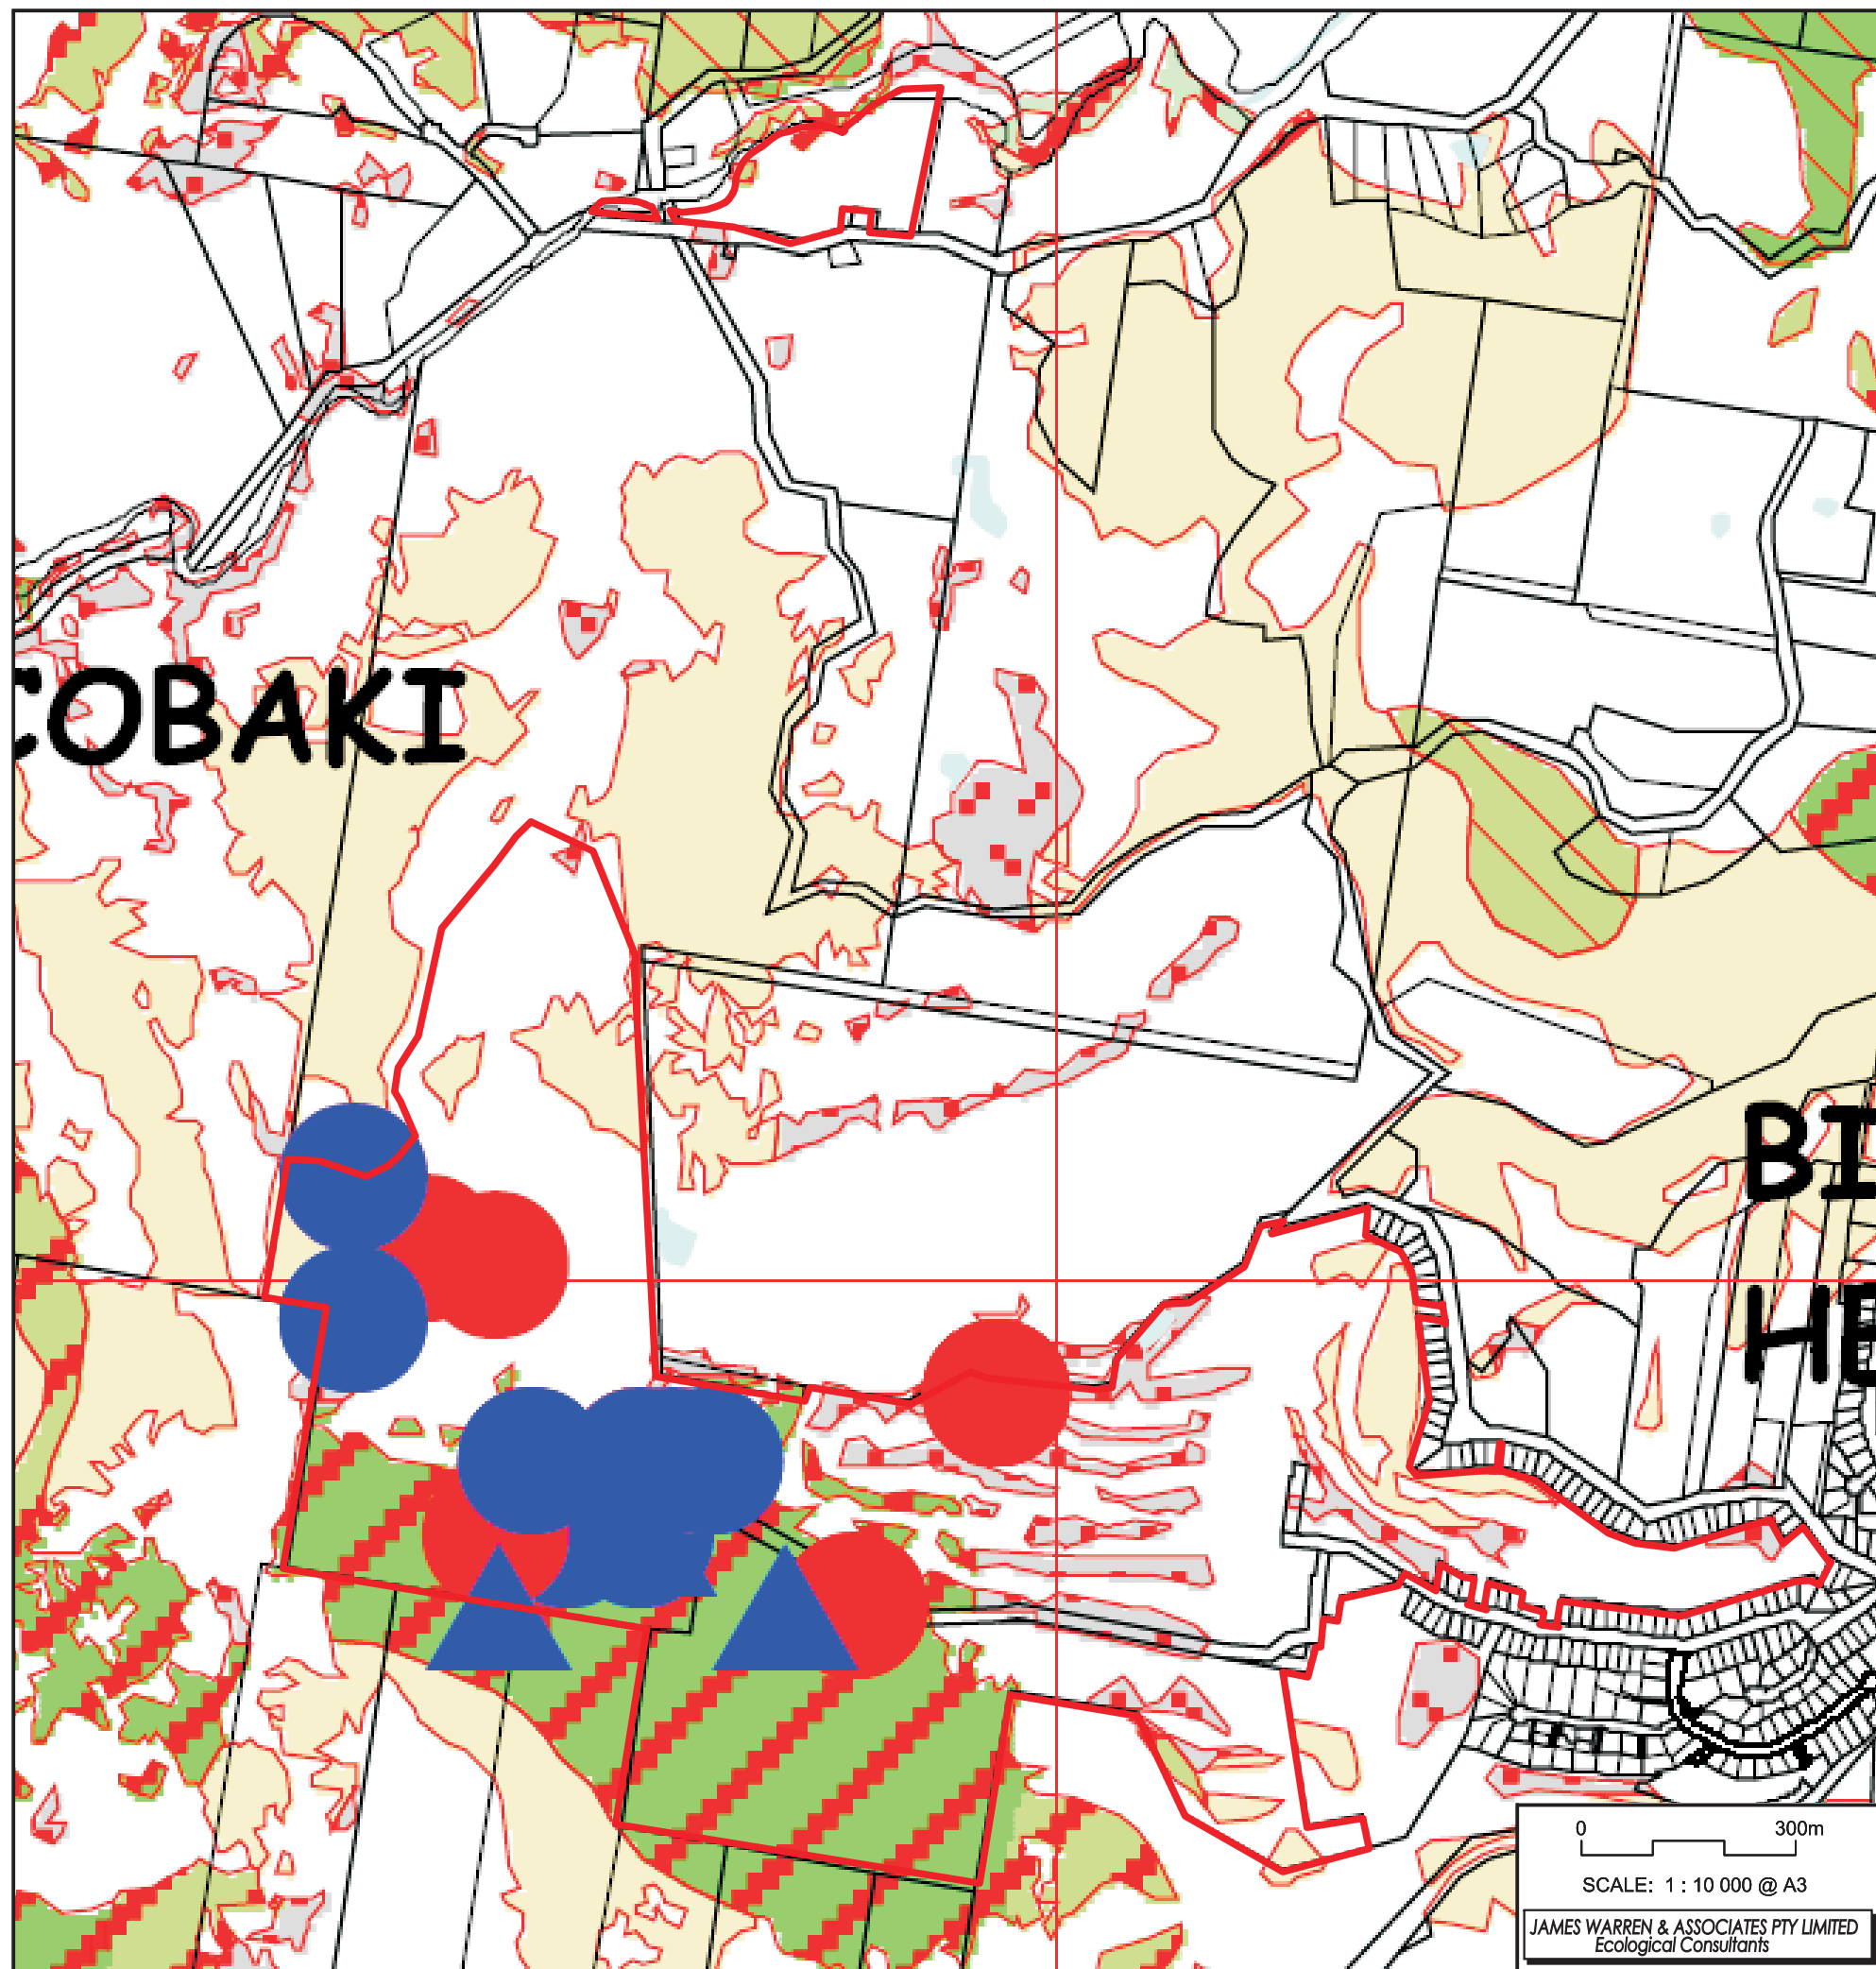 COBAKI
BI
HE
0 300m
SCALE: 1 : 10 000 @ A3
JAMES WARREN & ASSOCIATES PTY LIMITED
Ecological Consultants